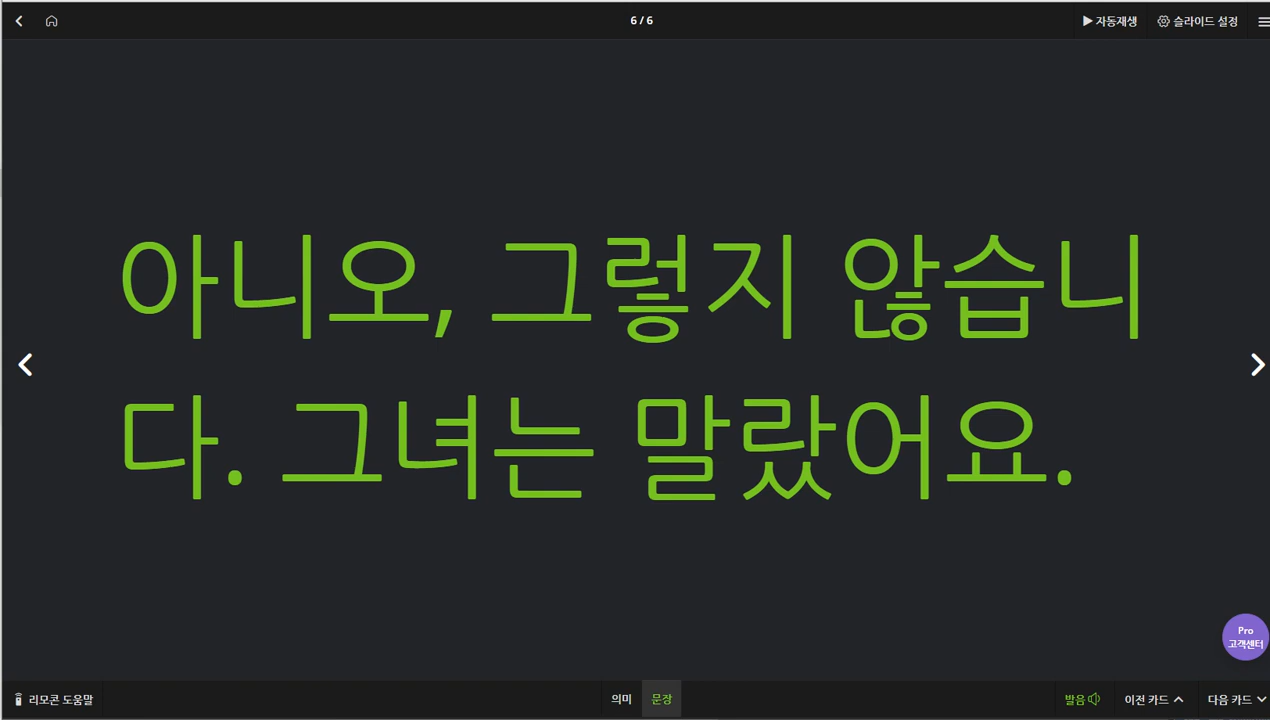 6 / 6
자동재생
슬라이드 설정
아니오, 그렇지 않습니
다. 그녀는 말랐어요.
Pro
고객센터
리모콘 도움말
의미
문장
발음
이전 카드
다음 카드